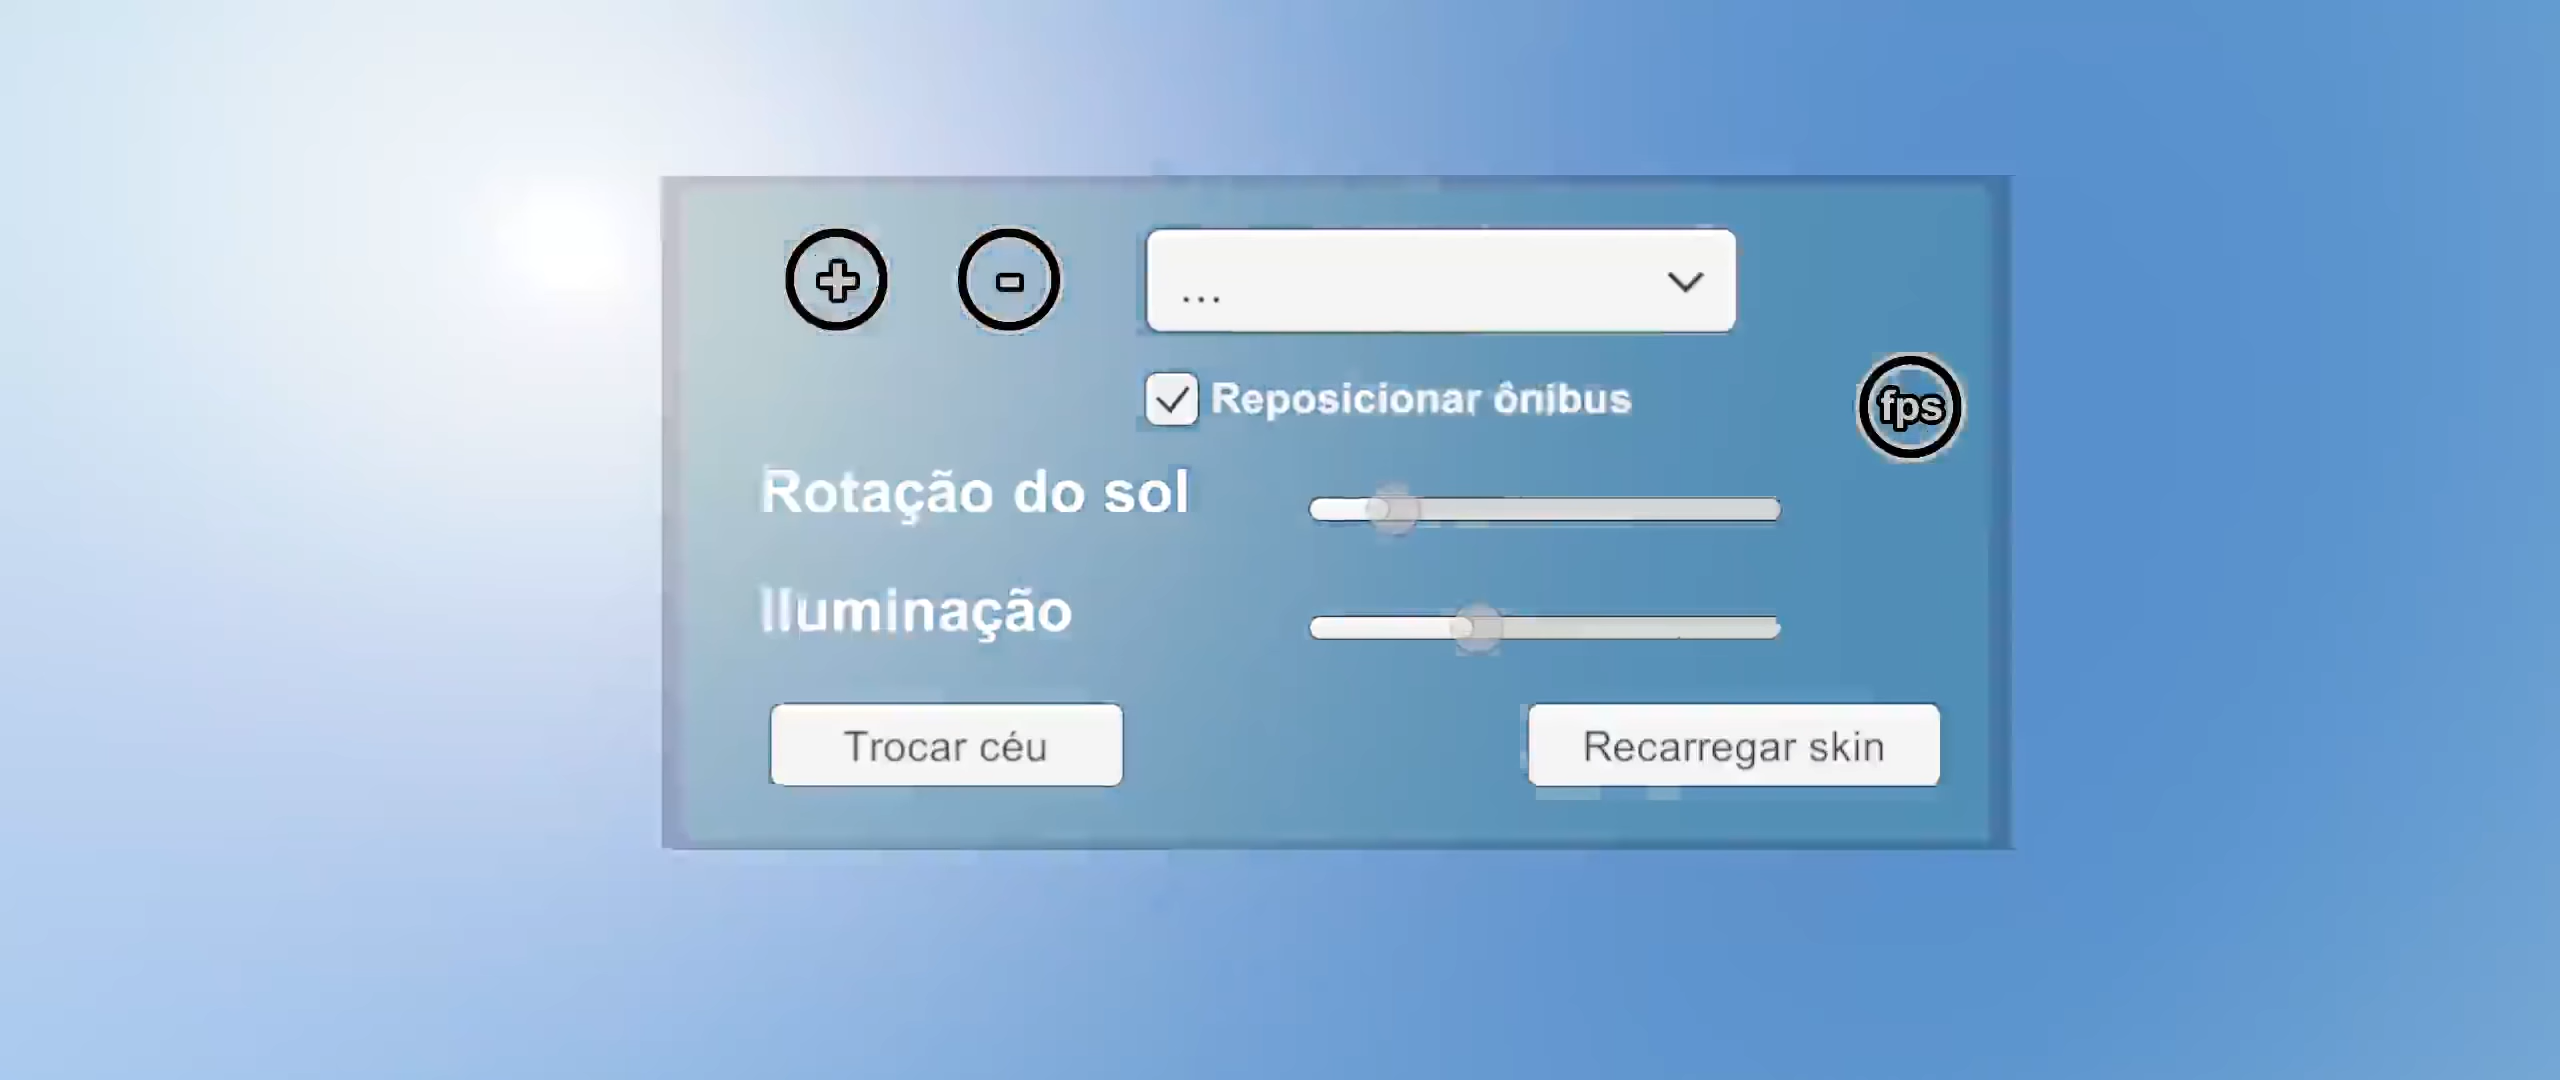 ...
Reposicionar ônibus
fps
Rotação do sol
Iluminação
Trocar céu
Recarregar skin